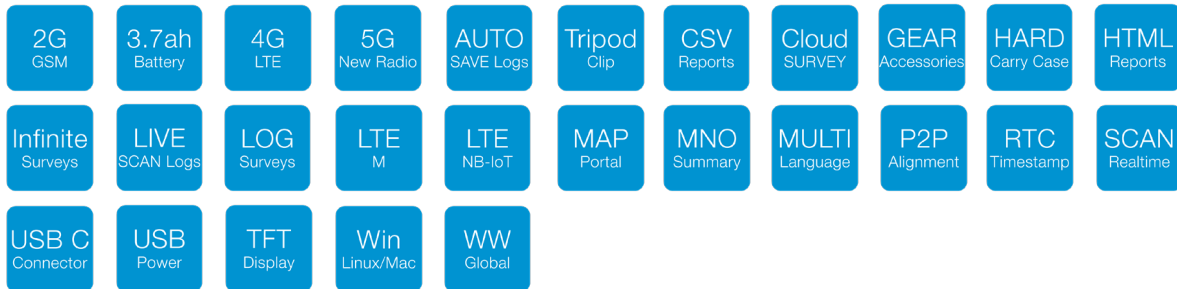 2G
GSM
3.7ah
Battery
4G
LTE
5G
New Radio
AUTO
SAVE Logs
Tripod
Clip
CSV
Reports
Cloud
SURVEY
GEAR
Accessories
HARD
Carry Case
HTML
Reports
Infinite
Surveys
LIVE
SCAN Logs
LOG
Surveys
LTE
M
LTE
NB-IoT
MAP
Portal
MNO
Summary
MULTI
Language
P2P
Alignment
RTC
Timestamp
SCAN
Realtime
USB C
Connector
USB
Power
TFT
Display
Win
Linux/Mac
WW
Global